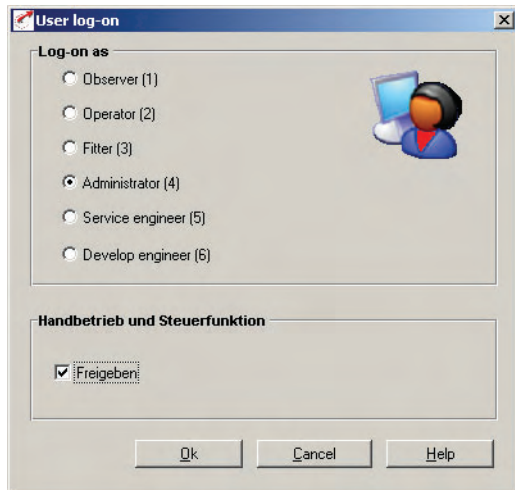 User log-on
Log-on as
Observer (1)
Operator (2)
Fitter (3)
Administrator (4)
Service engineer (5)
Develop engineer (6)
Handbetrieb und Steuerfunktion
Freigeben
Ok
Cancel
Help